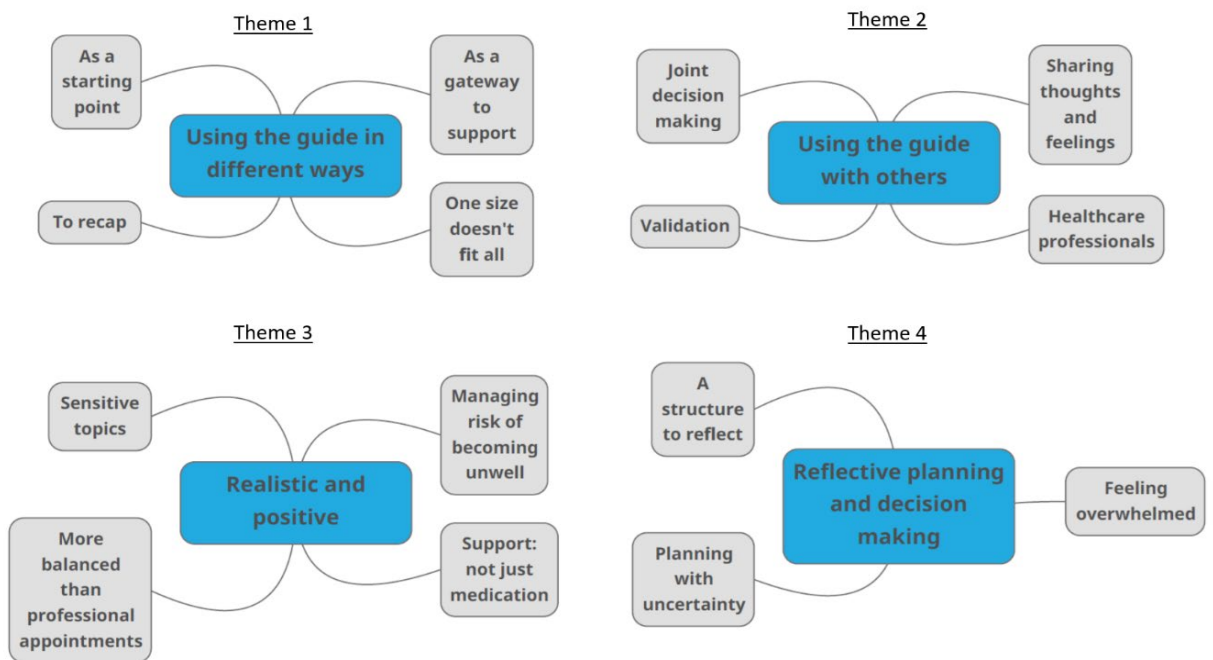 Theme 1
As a
starting
point
As a
gateway
to
support
Using the guide in
different ways
To recap
One size
doesn't
fit all
Theme 2
Joint
decision
making
Sharing
thoughts
and
feelings
Using the guide
with others
Validation
Healthcare
professionals
Theme 3
Sensitive
topics
Managing
risk of
becoming
unwell
Realistic and
positive
More
balanced
than
professional
appointments
Support:
not just
medication
Theme 4
A
structure
to reflect
Reflective planning
and decision
making
Feeling
overwhelmed
Planning
with
uncertainty